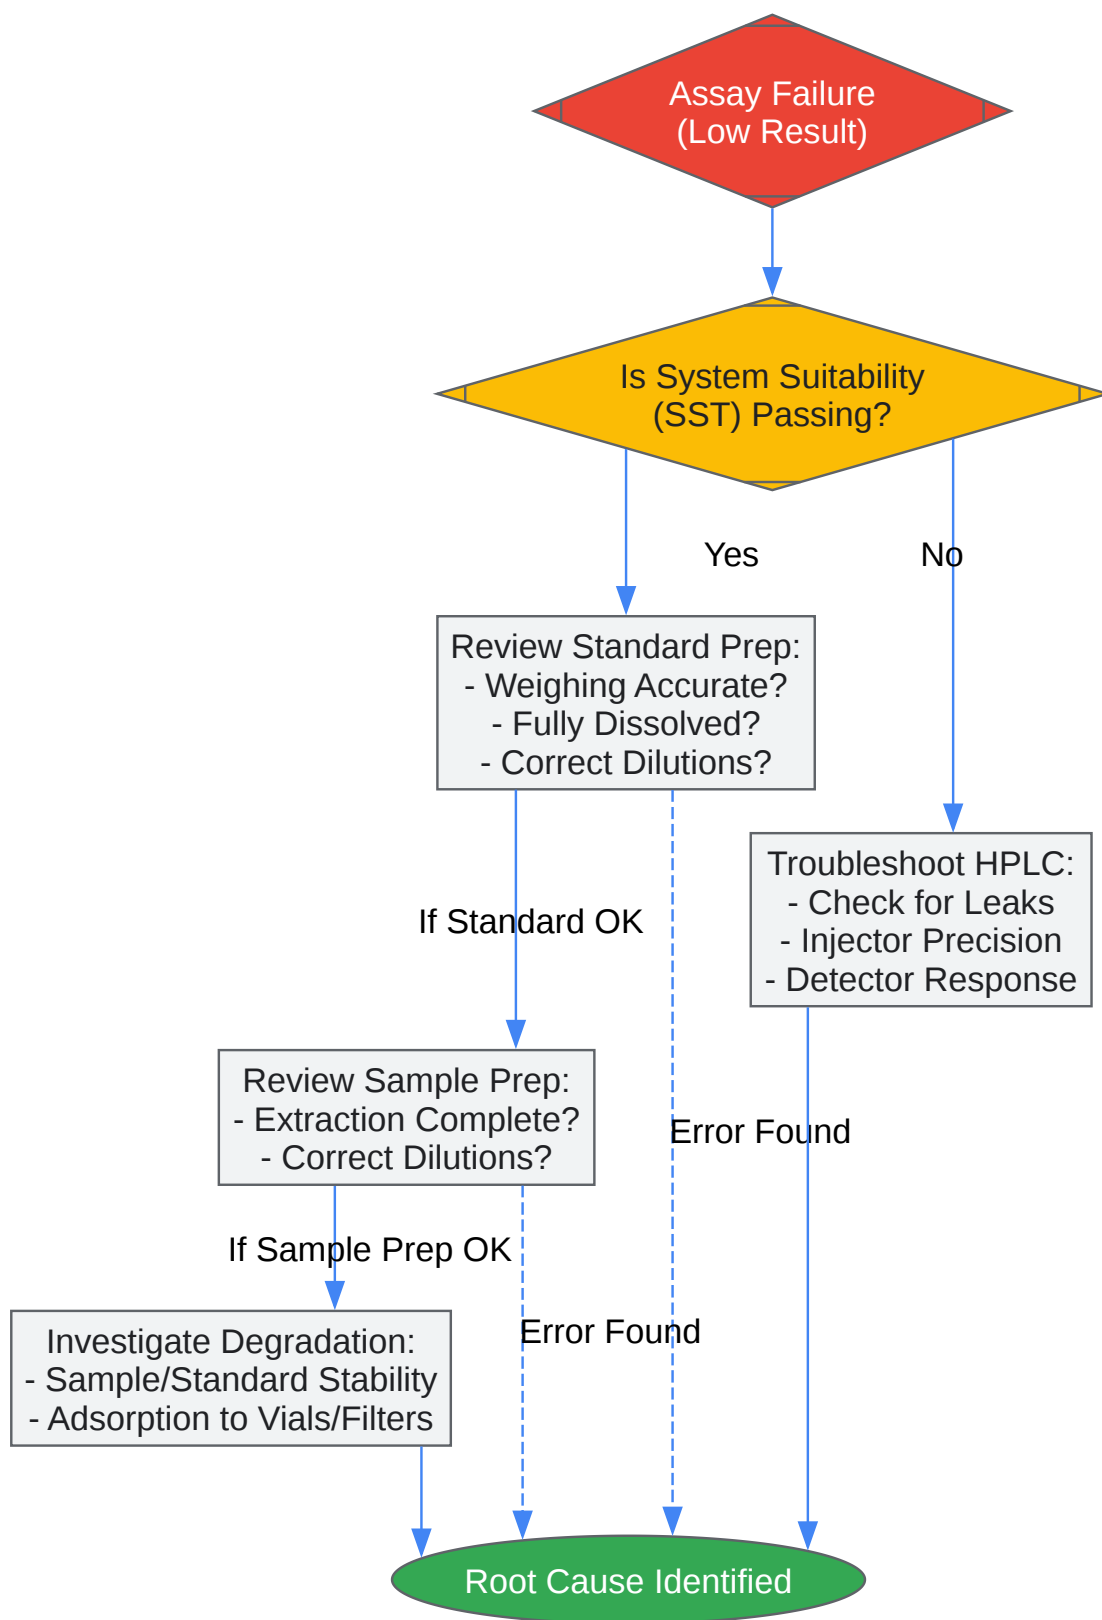 Assay Failure
(Low Result)
Is System Suitability
(SST) Passing?
Yes
No
Review Standard Prep:
- Weighing Accurate?
- Fully Dissolved?
- Correct Dilutions?
Troubleshoot HPLC:
- Check for Leaks
- Injector Precision
- Detector Response
If Standard OK
Review Sample Prep:
- Extraction Complete?
- Correct Dilutions?
Error Found
If Sample Prep OK
Error Found
Investigate Degradation:
- Sample/Standard Stability
- Adsorption to Vials/Filters
Root Cause Identified